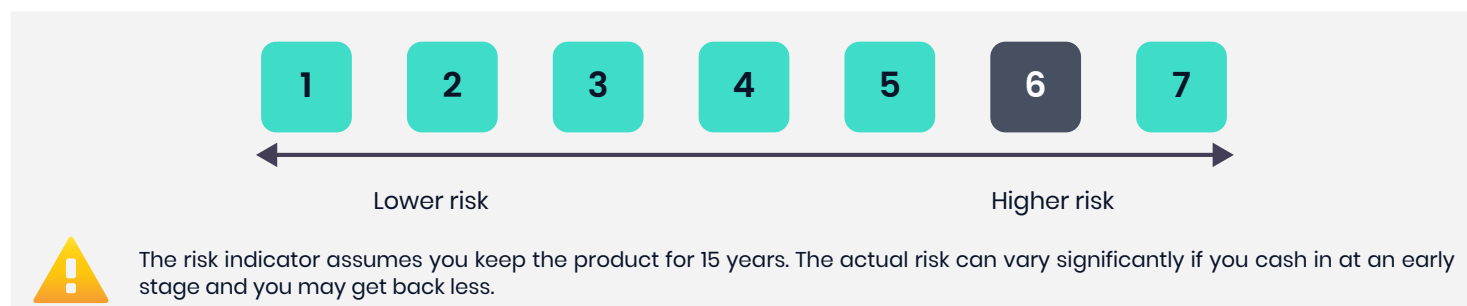 1 2 3 4 5 6 7
Lower risk Higher risk
The risk indicator assumes you keep the product for 15 years. The actual risk can vary significantly if you cash in at an early
stage and you may get back less.